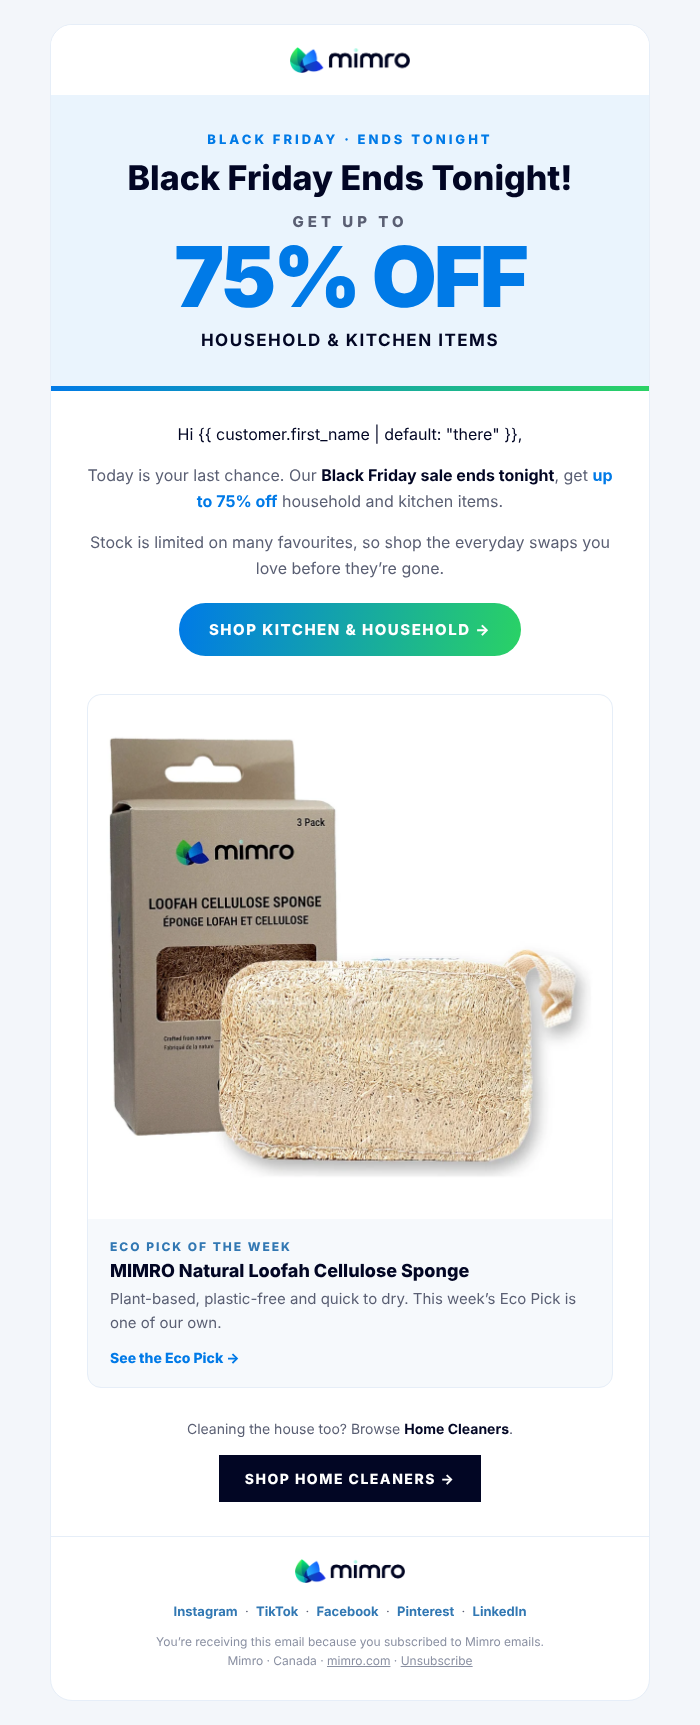 mimro
BLACK FRIDAY · ENDS TONIGHT
Black Friday Ends Tonight!
GET UP TO
75% OFF
HOUSEHOLD & KITCHEN ITEMS
Hi {{ customer.first_name | default: "there" }},
Today is your last chance. Our Black Friday sale ends tonight, get up
to 75% off household and kitchen items.
Stock is limited on many favourites, so shop the everyday swaps you
love before they’re gone.
SHOP KITCHEN & HOUSEHOLD →
3 Pack
mimro
LOOFAH CELLULOSE SPONGE
ÉPONGE LOFAH ET CELLULOSE
Crafted from nature
Fabriqué de la nature
ECO PICK OF THE WEEK
MIMRO Natural Loofah Cellulose Sponge
Plant-based, plastic-free and quick to dry. This week’s Eco Pick is
one of our own.
See the Eco Pick →
Cleaning the house too? Browse Home Cleaners.
SHOP HOME CLEANERS →
mimro
Instagram · TikTok · Facebook · Pinterest · LinkedIn
You’re receiving this email because you subscribed to Mimro emails.
Mimro · Canada · mimro.com · Unsubscribe